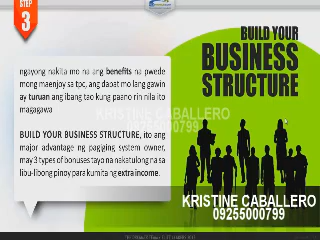 STEP
3
BUILD YOUR
BUSINESS
STRUCTURE
ngayong nakita mo na ang benefits na pwede
mong maenjoy sa tpc, ang dapat mo lang gawin
ay turuan ang ibang tao kung paano rin nila ito
magagawa
KRISTINE CABALLERO
09255000799
BUILD YOUR BUSINESS STRUCTURE, ito ang
major advantage ng pagiging system owner,
may 3 types of bonuses tayo na nakatulong na sa
libu-libong pinoy para kumita ng extra income.
KRISTINE CABALLERO
09255000799